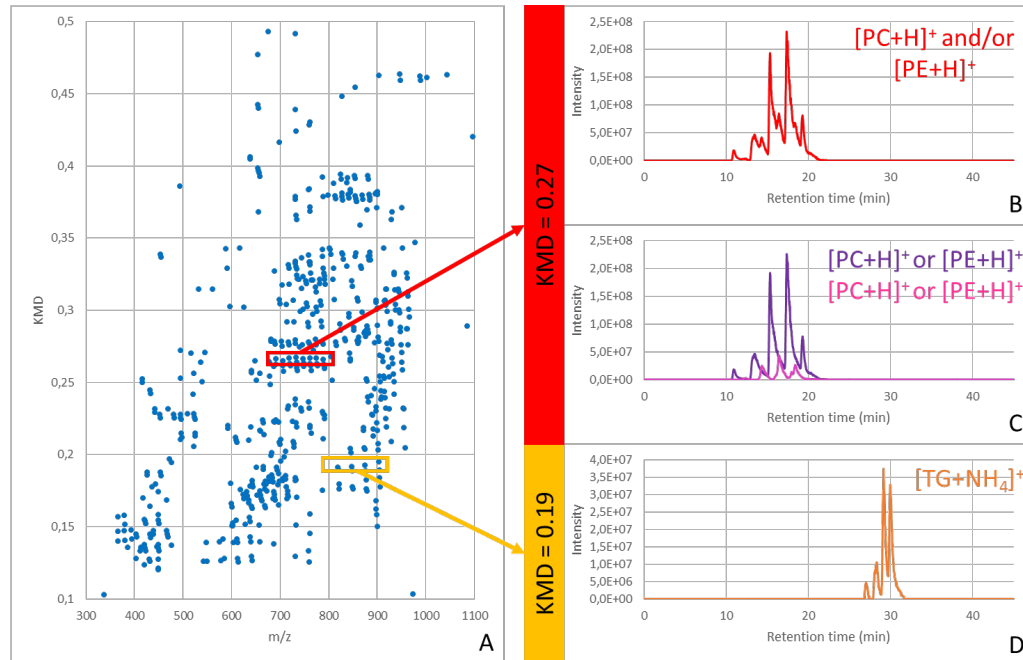 0,5
0,45
0,4
0,35
0,3
0,25
0,2
0,15
0,1
KMD
300 400 500 600 700 800 900 1000 1100
m/z
A
KMD = 0.27
KMD = 0.19
2,5E+08
2,0E+08
1,5E+08
1,0E+08
5,0E+07
0,0E+00
Intensity
[PC+H]+ and/or
[PE+H]+
0 10 20 30 40
Retention time (min)
B
2,5E+08
2,0E+08
1,5E+08
1,0E+08
5,0E+07
0,0E+00
Intensity
[PC+H]+ or [PE+H]+
[PC+H]+ or [PE+H]+
0 10 20 30 40
Retention time (min)
C
4,0E+07
3,5E+07
3,0E+07
2,5E+07
2,0E+07
1,5E+07
1,0E+07
5,0E+06
0,0E+00
Intensity
[TG+NH4]+
0 10 20 30 40
Retention time (min)
D